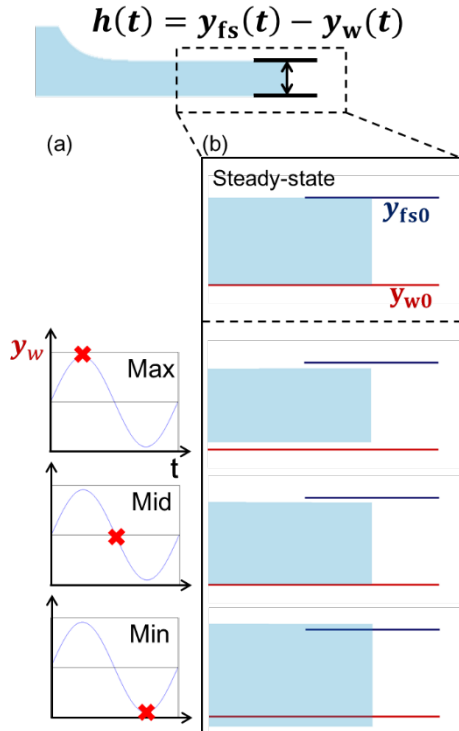 h(t) = y_fs(t) − y_w(t)
(a)
(b)
Steady-state
y_fs0
y_w0
y_w
Max
t
Mid
Min